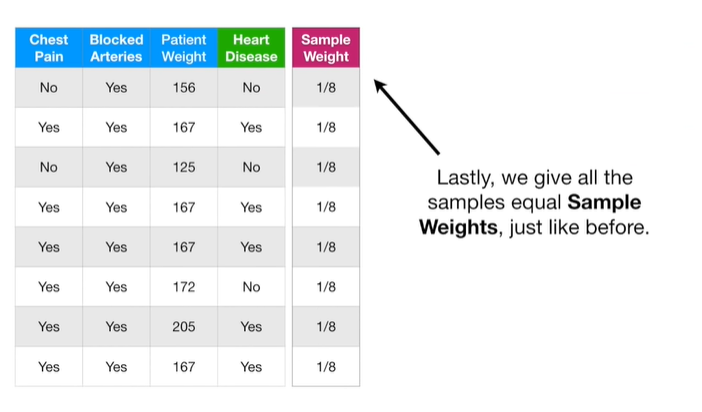 Chest Pain Blocked Arteries Patient Weight Heart Disease Sample Weight
No Yes 156 No 1/8
Yes Yes 167 Yes 1/8
No Yes 125 No 1/8
Yes Yes 167 Yes 1/8
Yes Yes 167 Yes 1/8
Yes Yes 172 No 1/8
Yes Yes 205 Yes 1/8
Yes Yes 167 Yes 1/8
Lastly, we give all the
samples equal Sample
Weights, just like before.